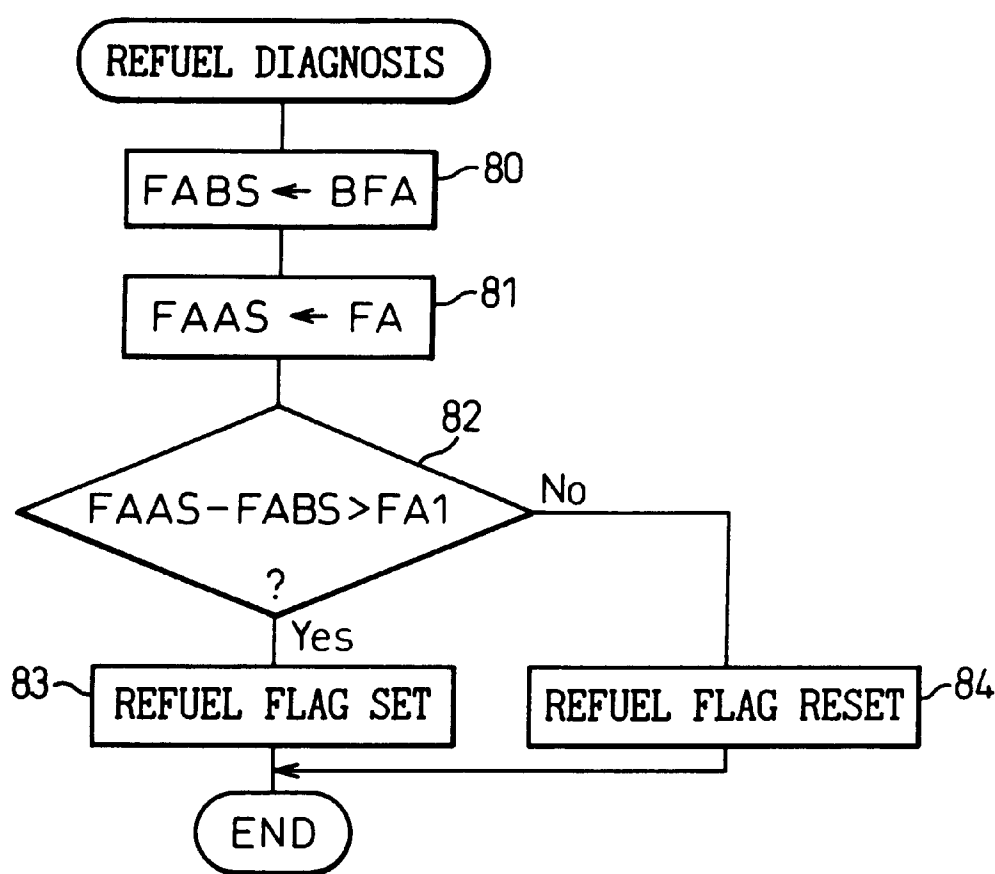 REFUEL DIAGNOSIS
FABS ← BFA
80
FAAS ← FA
81
82
FAAS-FABS>FA1
?
No
Yes
83
REFUEL FLAG SET
REFUEL FLAG RESET
84
END